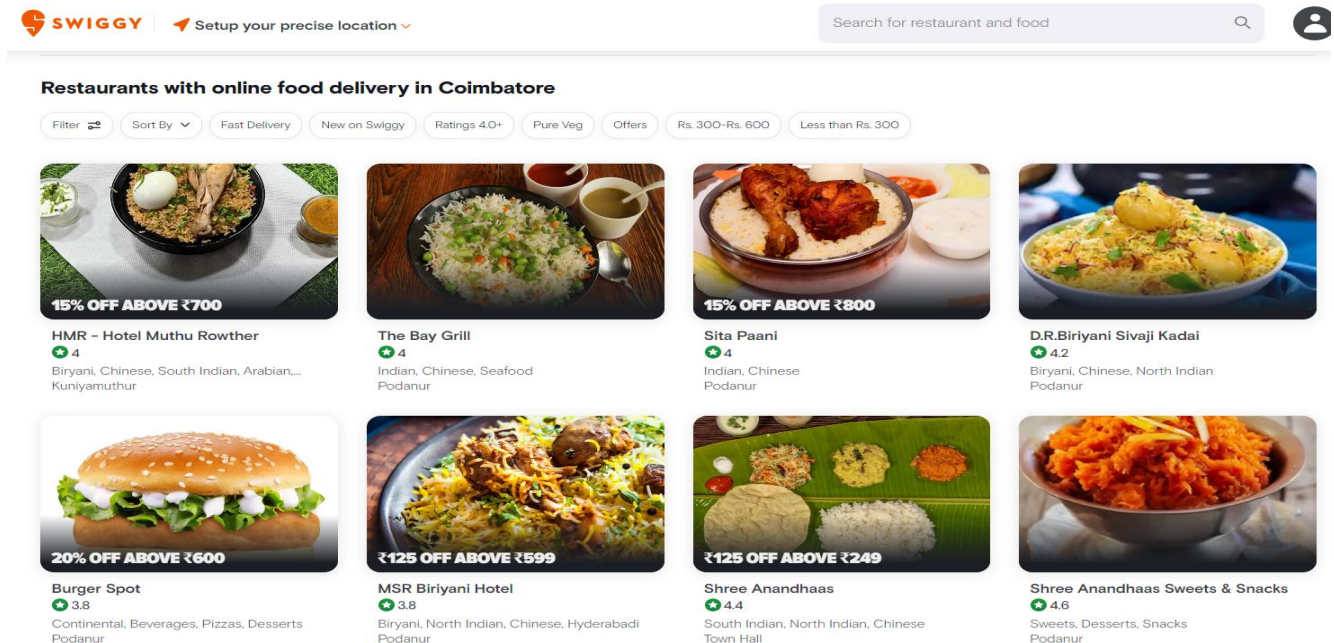 SWIGGY
Setup your precise location
Search for restaurant and food
Restaurants with online food delivery in Coimbatore
Filter
Sort By
Fast Delivery
New on Swiggy
Ratings 4.0+
Pure Veg
Offers
Rs. 300-Rs. 600
Less than Rs. 300
15% OFF ABOVE ₹700
HMR - Hotel Muthu Rowther
4
Biryani, Chinese, South Indian, Arabian,...
Kuniyamuthur
The Bay Grill
4
Indian, Chinese, Seafood
Podanur
15% OFF ABOVE ₹800
Sita Paani
4
Indian, Chinese
Podanur
D.R.Biriyani Sivaji Kadai
4.2
Biryani, Chinese, North Indian
Podanur
20% OFF ABOVE ₹600
Burger Spot
3.8
Continental, Beverages, Pizzas, Desserts
Podanur
₹125 OFF ABOVE ₹599
MSR Biriyani Hotel
3.8
Biryani, North Indian, Chinese, Hyderabadi
Podanur
₹125 OFF ABOVE ₹249
Shree Anandhaas
4.4
South Indian, North Indian, Chinese
Town Hall
Shree Anandhaas Sweets & Snacks
4.6
Sweets, Desserts, Snacks
Podanur